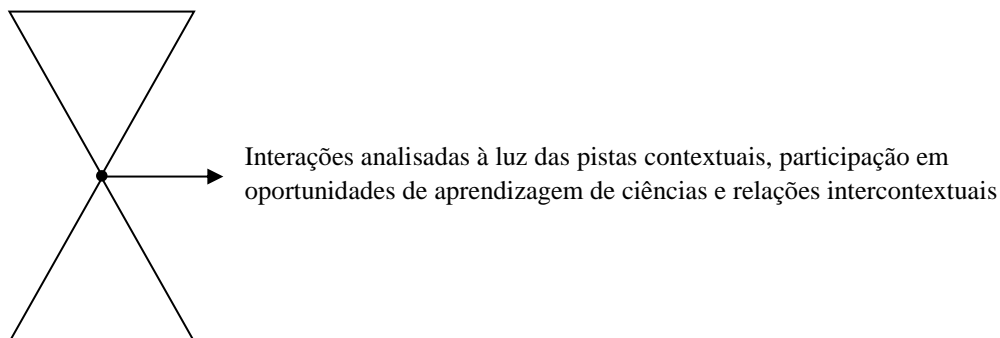 Interações analisadas à luz das pistas contextuais, participação em
oportunidades de aprendizagem de ciências e relações intercontextuais